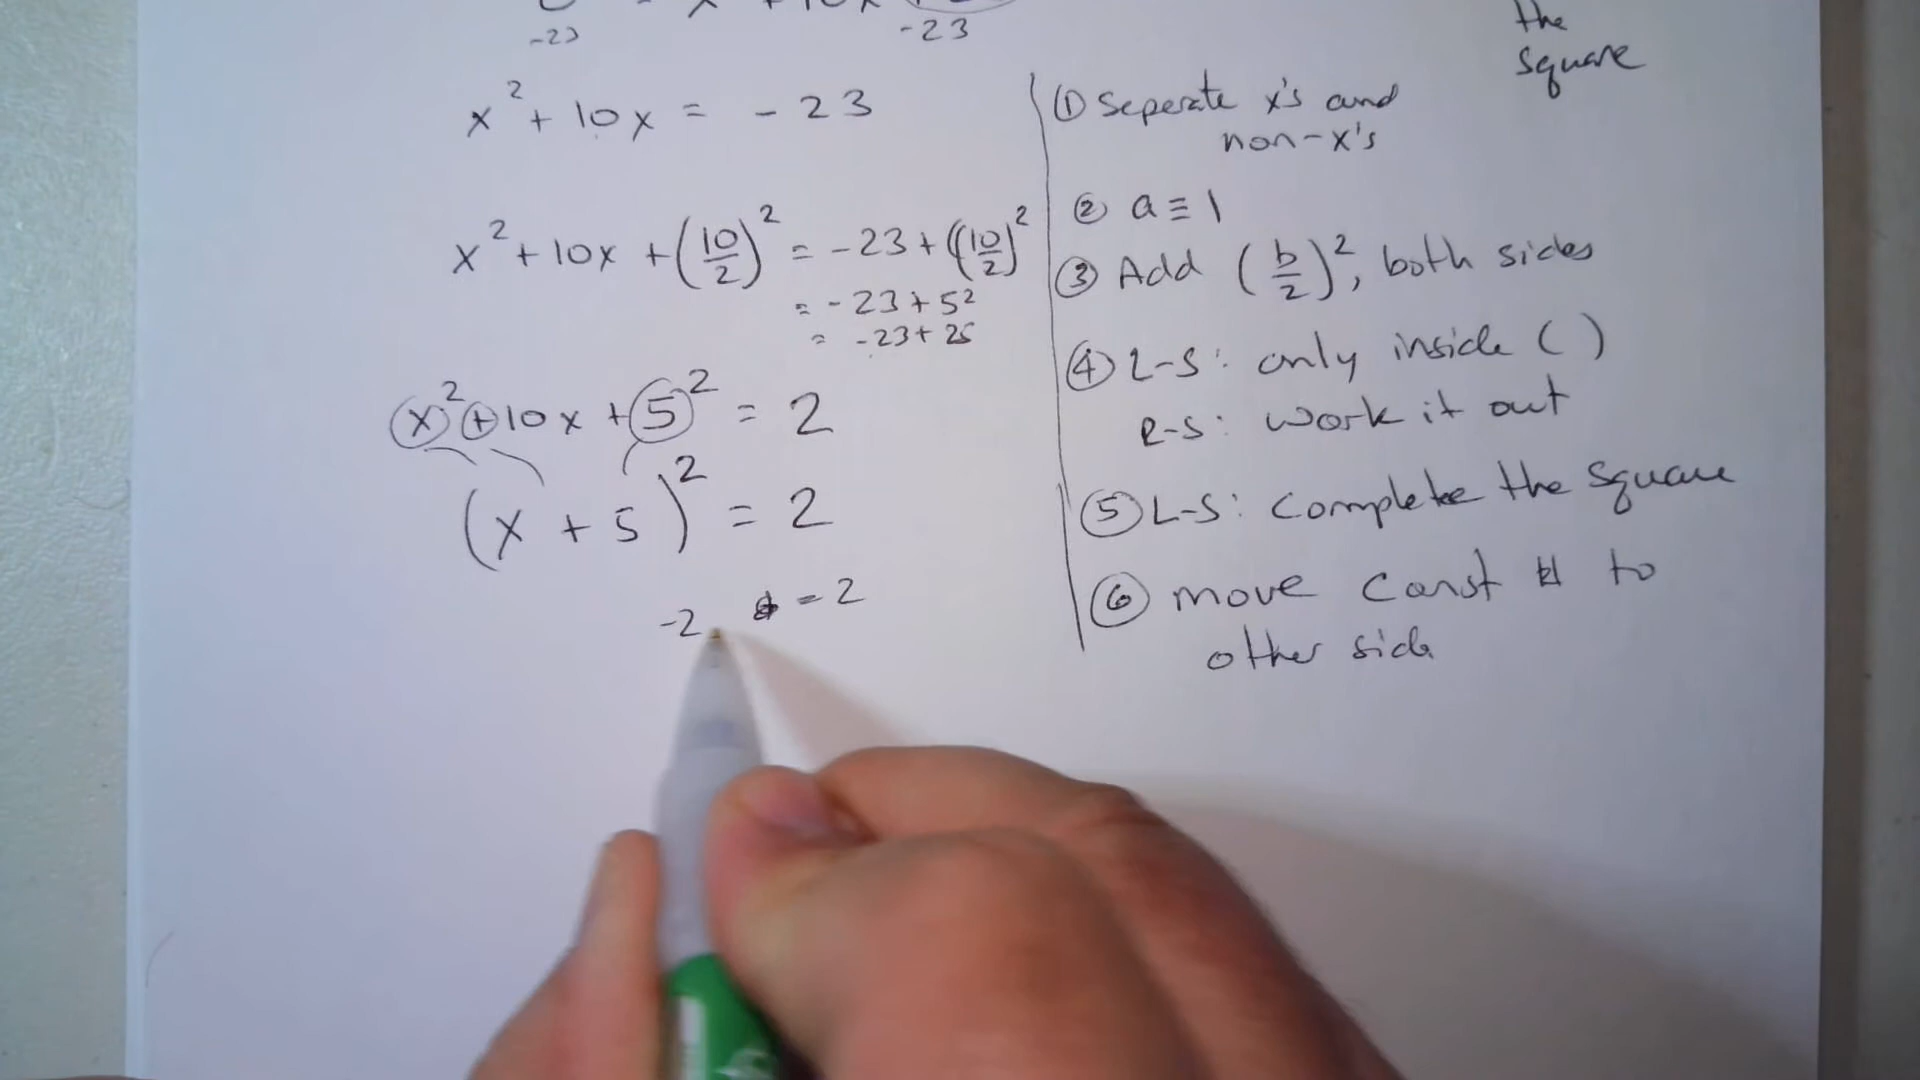 -23 -23
x² + 10x = -23
x² + 10x + (10/2)² = -23 + (10/2)²
= -23 + 5²
= -23 + 25
x² + 10x + 5² = 2
(x + 5)² = 2
-2 = 2
the
square
① Seperate x's and
non-x's
② a ≡ 1
③ Add (b/2)², both sides
④ L-S: only inside ( )
R-S: work it out
⑤ L-S: Complete the square
⑥ move const # to
other side